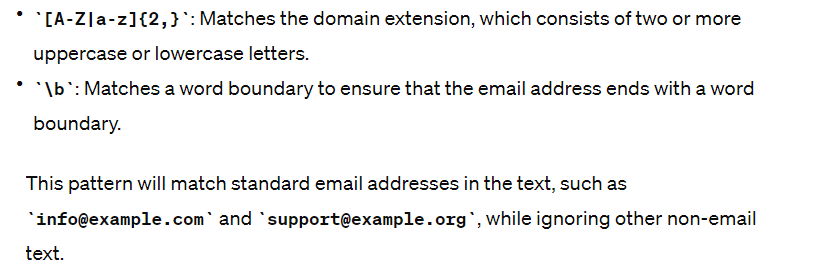 • `[A-Z|a-z]{2,}`: Matches the domain extension, which consists of two or more
uppercase or lowercase letters.
• `\b`: Matches a word boundary to ensure that the email address ends with a word
boundary.
This pattern will match standard email addresses in the text, such as
`info@example.com` and `support@example.org`, while ignoring other non-email
text.